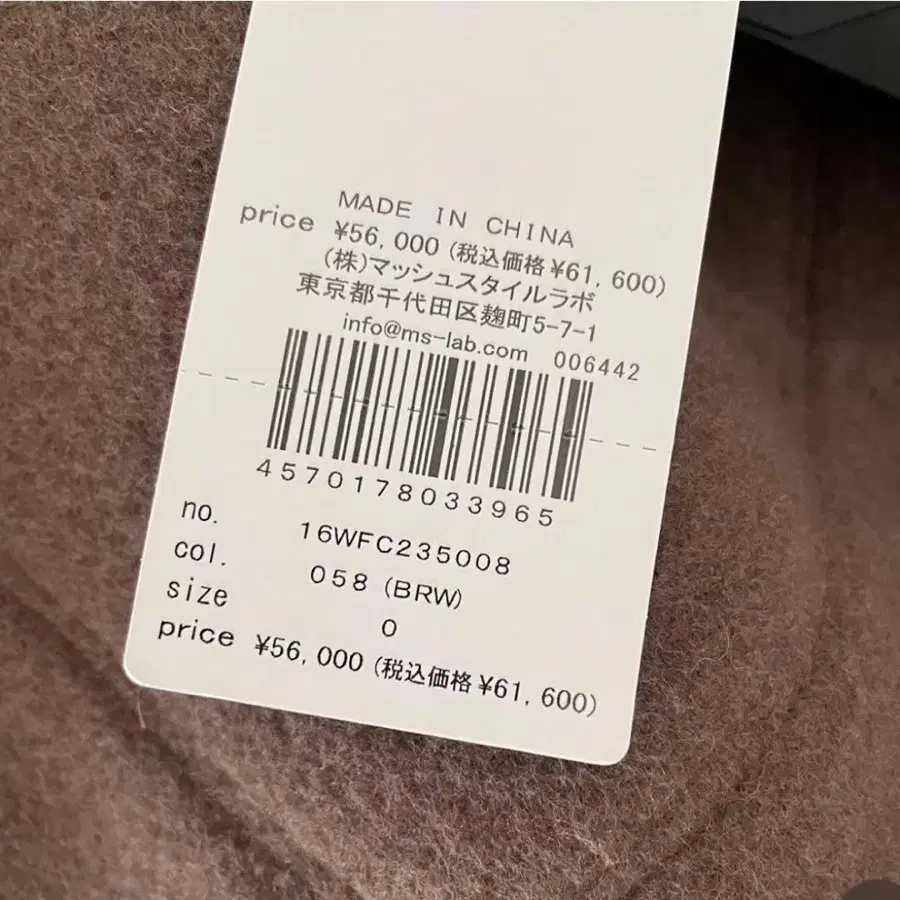 MADE IN CHINA
price ¥56,000 (税込価格¥61,600)
(株)マッシュスタイルラボ
東京都千代田区麹町5-7-1
info@ms-lab.com 006442
4570178033965
no. 16WFC235008
col. 058 (BRW)
size 0
price ¥56,000 (税込価格¥61,600)